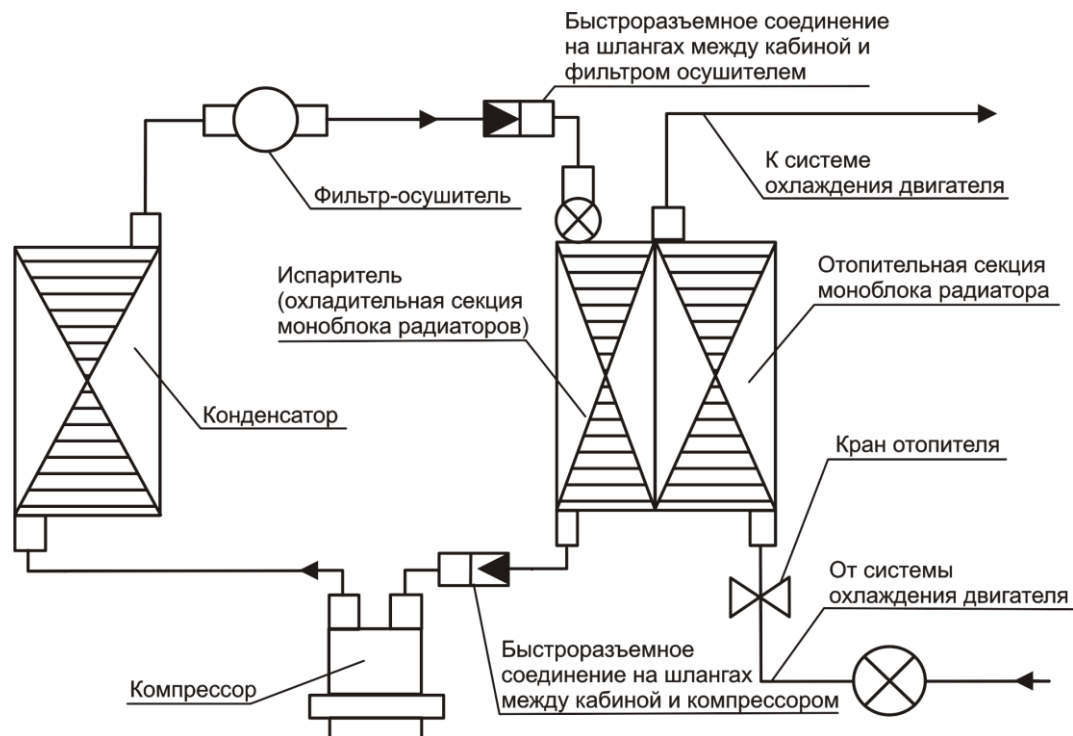 Быстроразъемное соединение
на шлангах между кабиной и
фильтром осушителем
К системе
охлаждения двигателя
Фильтр-осушитель
Испаритель
(охладительная секция
моноблока радиаторов)
Отопительная секция
моноблока радиатора
Конденсатор
Кран отопителя
От системы
охлаждения двигателя
Быстроразъемное
соединение на шлангах
между кабиной и компрессором
Компрессор